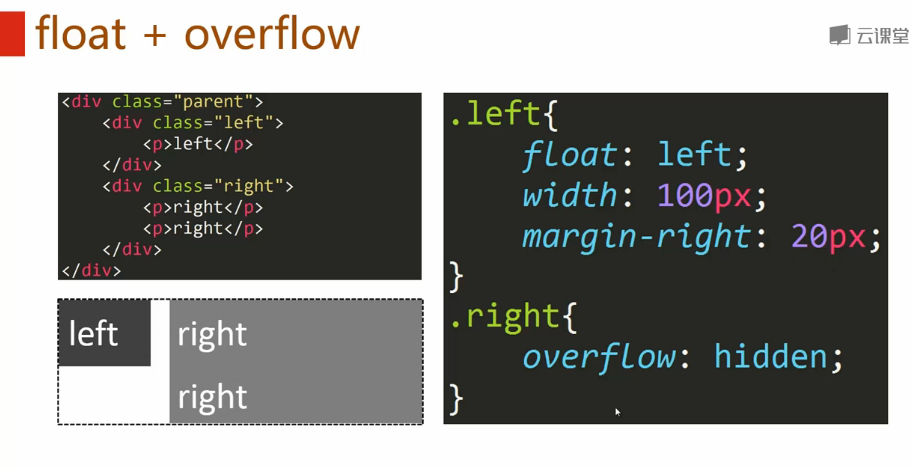 float + overflow
云课堂
<div class="parent">
    <div class="left">
        <p>left</p>
    </div>
    <div class="right">
        <p>right</p>
        <p>right</p>
    </div>
</div>
left
right
right
.left{
    float: left;
    width: 100px;
    margin-right: 20px;
}
.right{
    overflow: hidden;
}